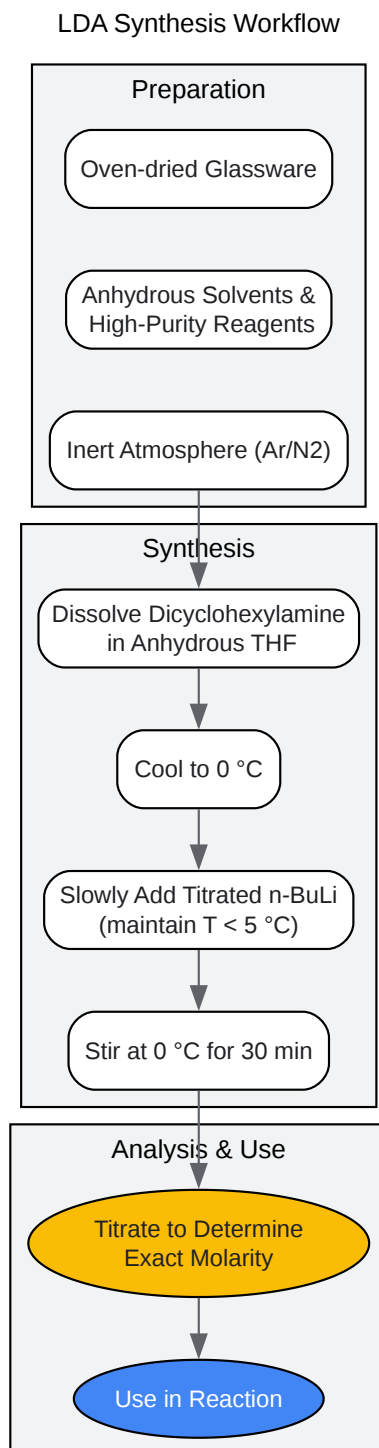 LDA Synthesis Workflow
Preparation
Oven-dried Glassware
Anhydrous Solvents &
High-Purity Reagents
Inert Atmosphere (Ar/N2)
Synthesis
Dissolve Dicyclohexylamine
in Anhydrous THF
Cool to 0 °C
Slowly Add Titrated n-BuLi
(maintain T < 5 °C)
Stir at 0 °C for 30 min
Analysis & Use
Titrate to Determine
Exact Molarity
Use in Reaction